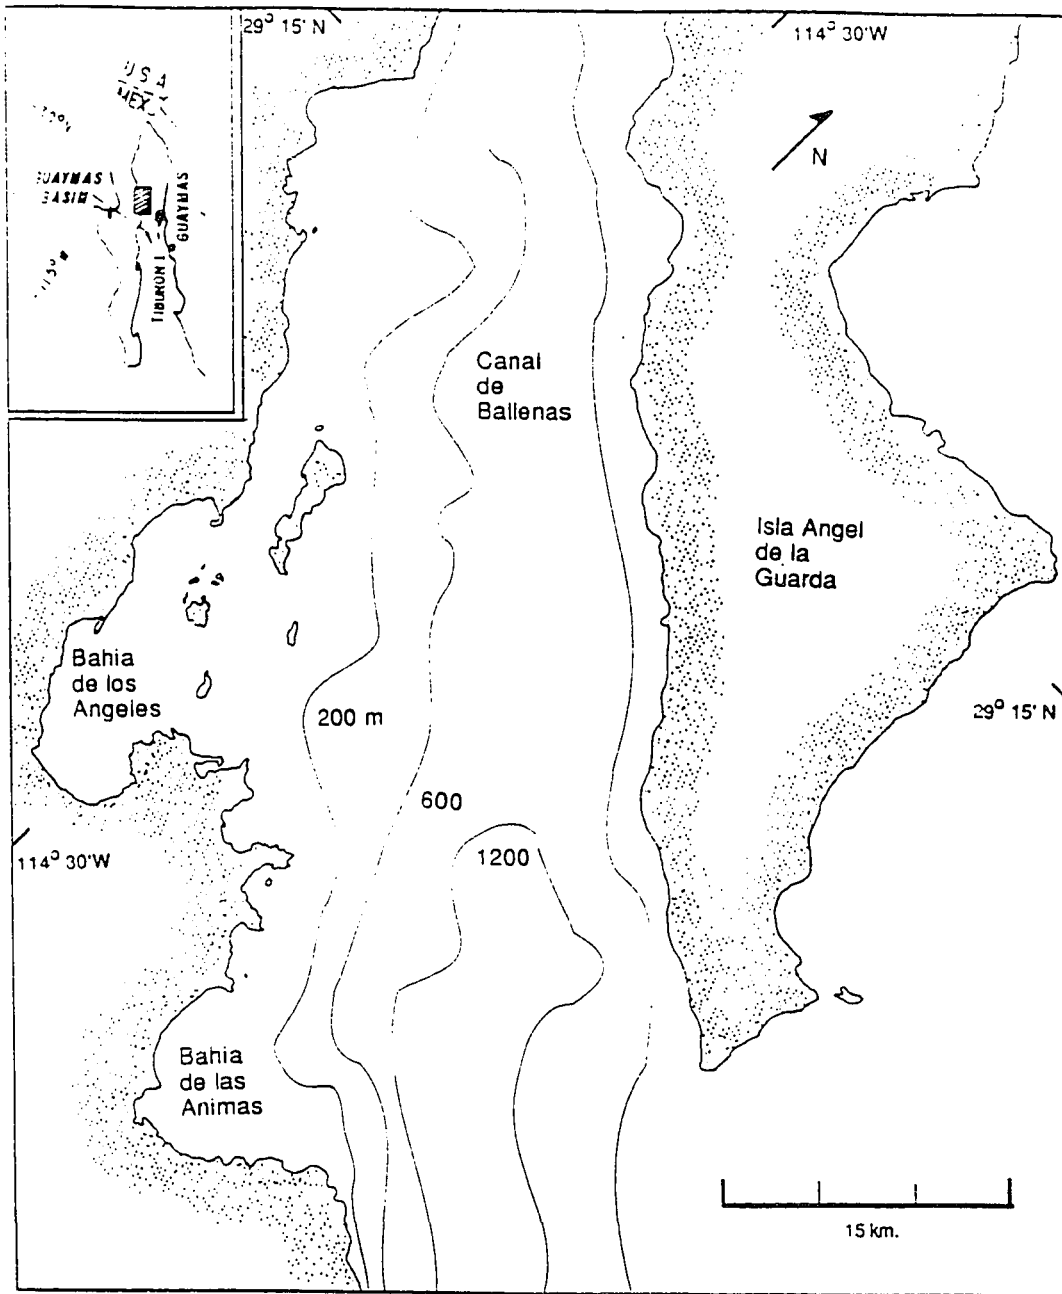 29° 15' N
114° 30'W
U S A
MEX
N
GUAYMAS
BASIN
GUAYMAS
TIBURON I
Canal
de
Ballenas
Isla Angel
de la
Guarda
Bahia
de los
Angeles
200 m
29° 15' N
600
1200
114° 30'W
Bahia
de las
Animas
15 km.